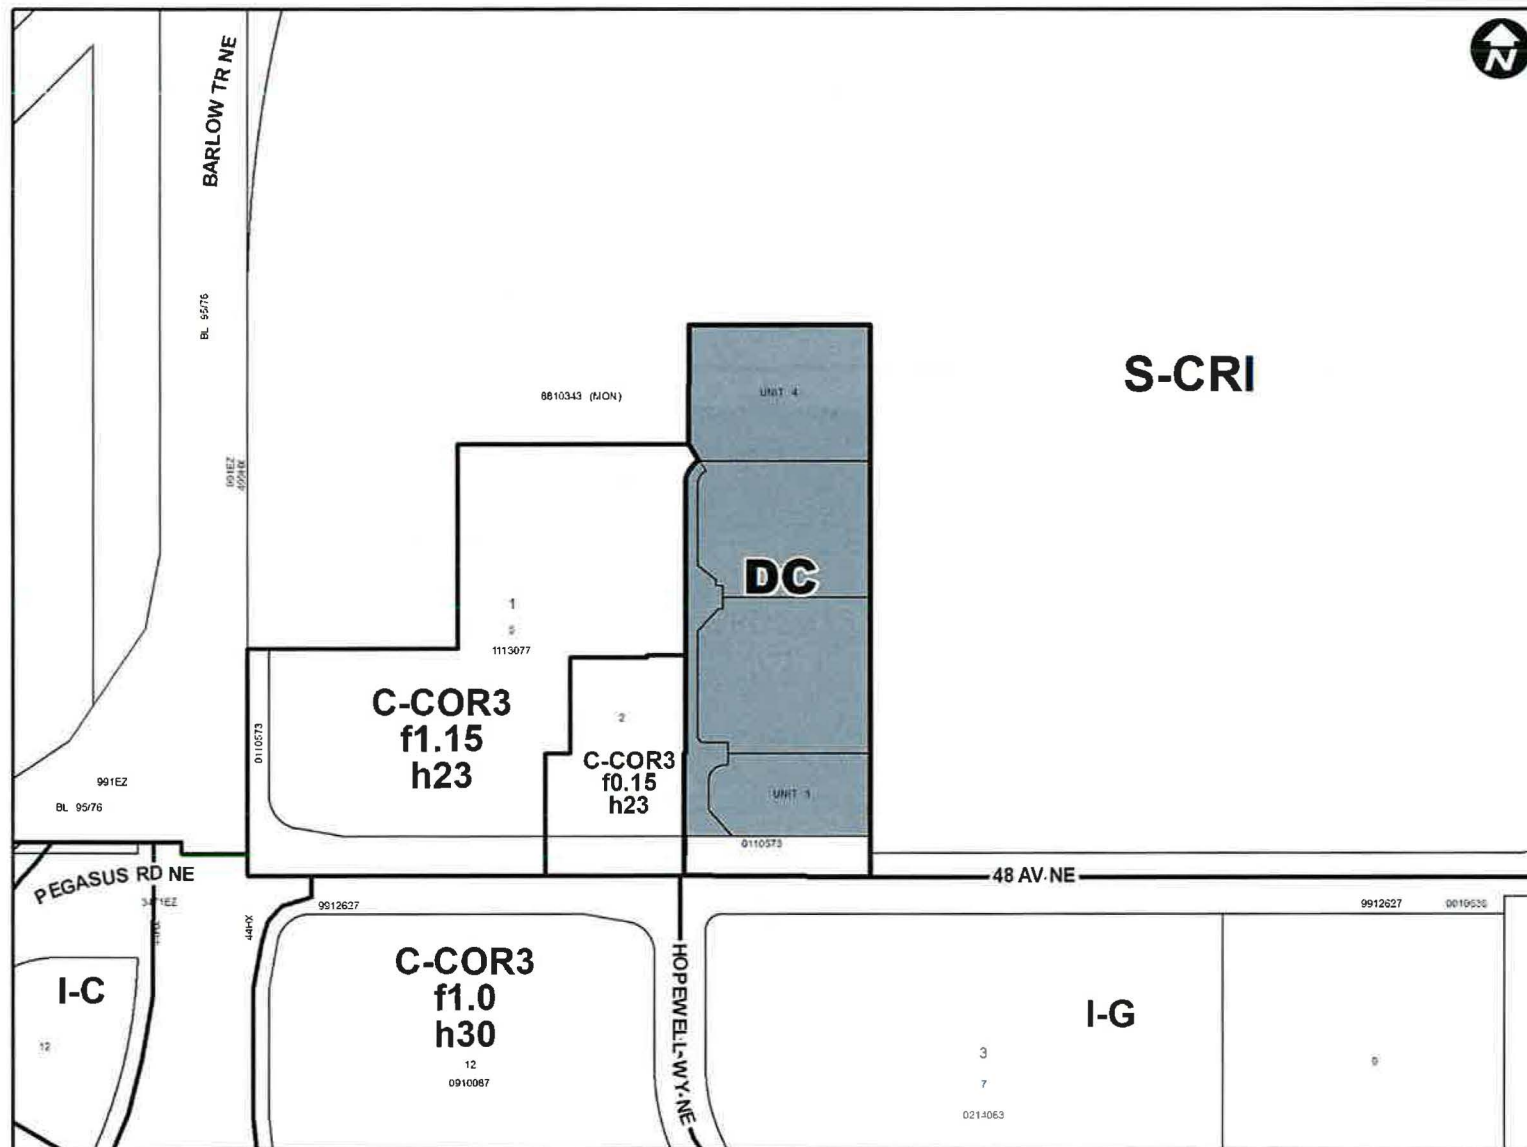 N
BARLOW TR NE
BL 95/76
8810343 (MON)
UNIT 4
S-CRI
991EZ
DC
1
1113077
C-COR3
f1.15
h23
2
C-COR3
f0.15
h23
0110573
UNIT
991EZ
BL 95/76
0110573
PEGASUS RD NE
48 AV NE
9912627
9912627
44HX
HOPEWELL WY NE
I-C
12
C-COR3
f1.0
h30
12
0910087
I-G
3
7
0214063